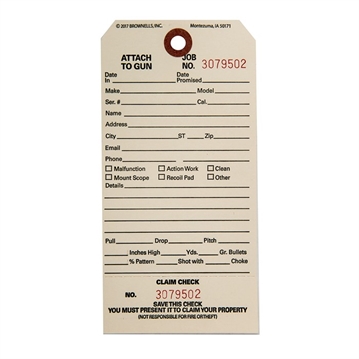 © 2017 BROWNELLS, INC. Montezuma, IA 50171
ATTACH JOB
TO GUN NO. 3079502
Date Date
In Promised
Make Model
Ser. # Cal.
Name
Address
City ST Zip
Email
Phone
Malfunction Action Work Clean
Mount Scope Recoil Pad Other
Details
Pull Drop Pitch
Inches High Yds. Gr. Bullets
% Pattern Shot with Choke
CLAIM CHECK
NO. 3079502
SAVE THIS CHECK
YOU MUST PRESENT IT TO CLAIM YOUR PROPERTY
(NOT RESPONSIBLE FOR FIRE OR THEFT)